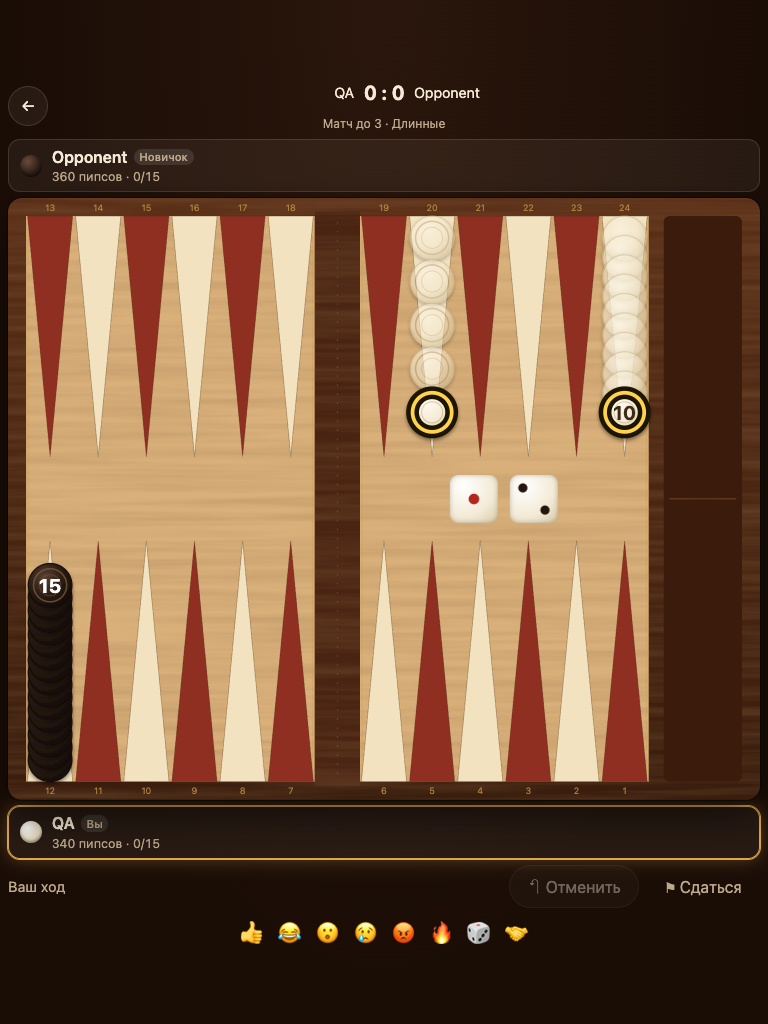 QA 0 : 0 Opponent
Матч до 3 · Длинные
Opponent Новичок
360 пипсов · 0/15
13 14 15 16 17 18 19 20 21 22 23 24
10
15
12 11 10 9 8 7 6 5 4 3 2 1
QA Вы
340 пипсов · 0/15
Ваш ход Отменить Сдаться